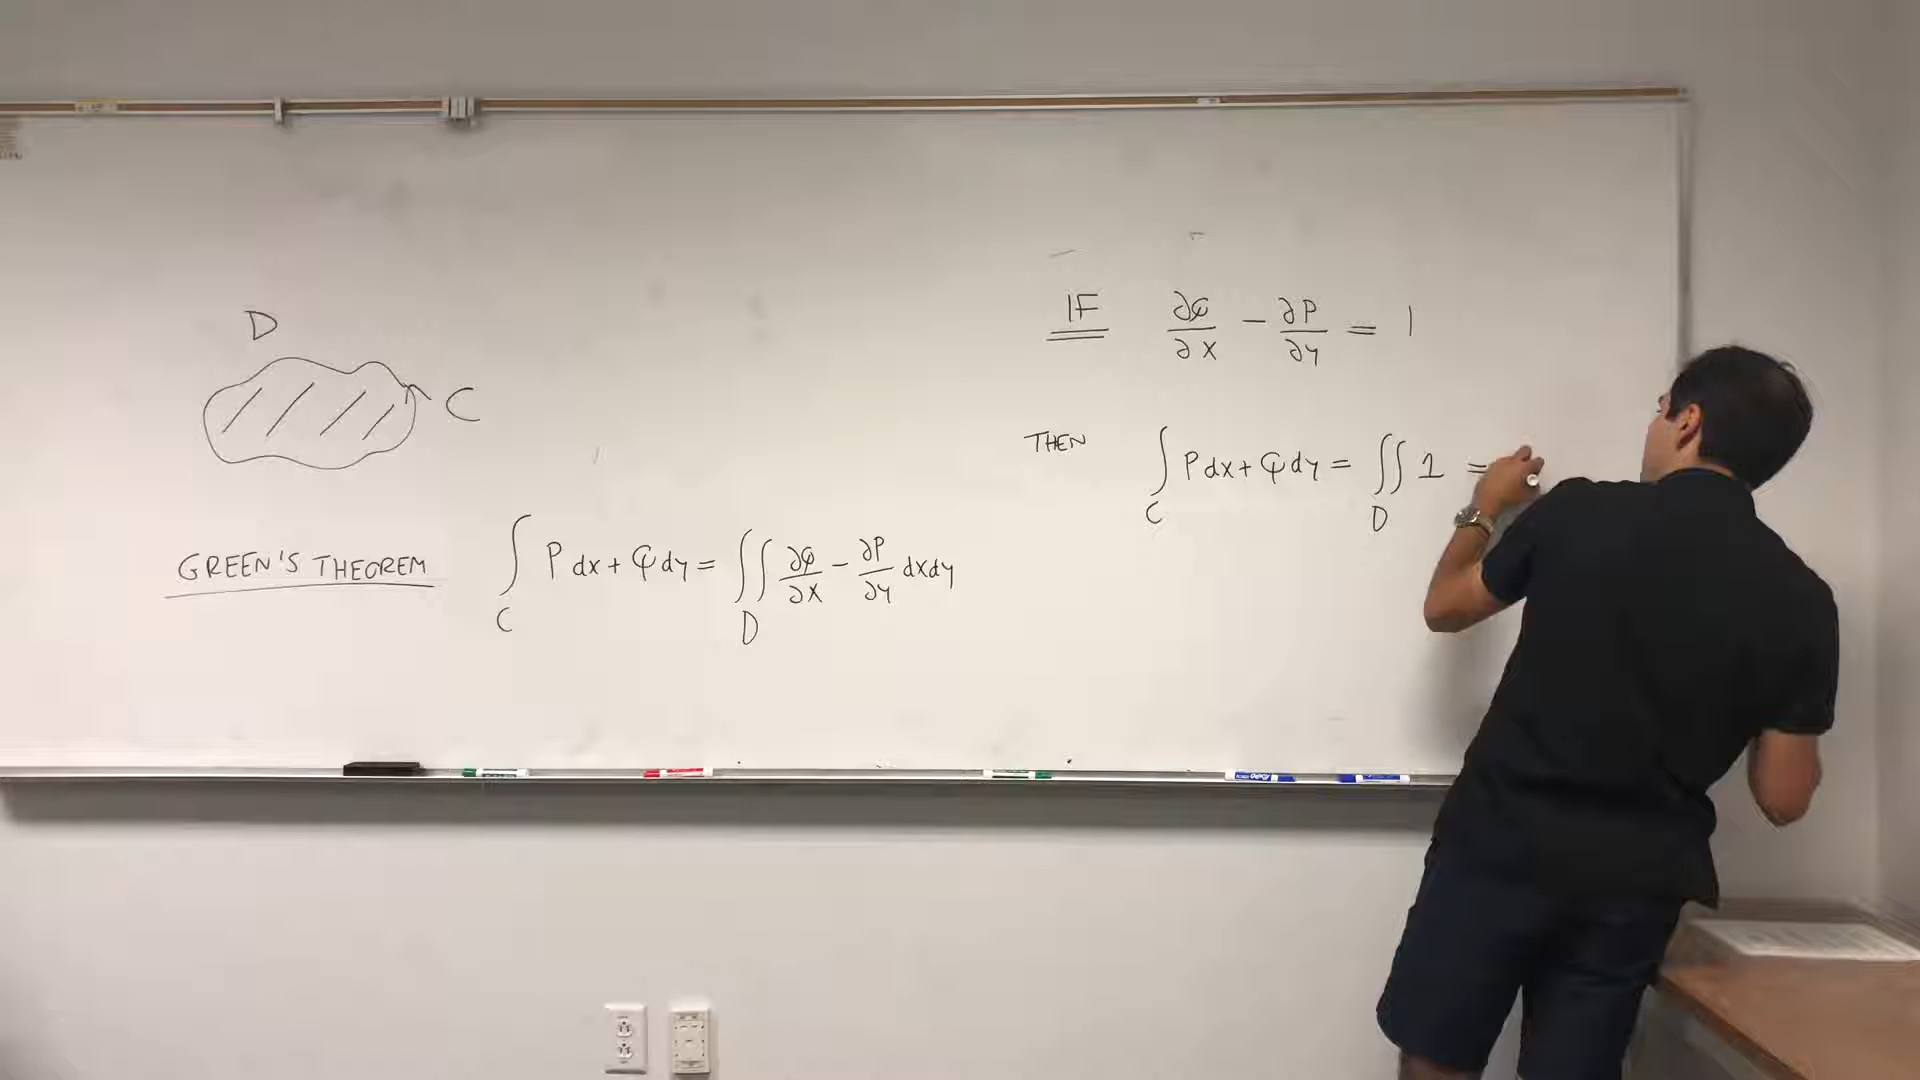 D
C
GREEN'S THEOREM ∫_C P dx + Q dy = ∬_D ∂Q/∂x − ∂P/∂y dxdy
IF ∂Q/∂x − ∂P/∂y = 1
THEN ∫_C P dx + Q dy = ∬_D 1 =